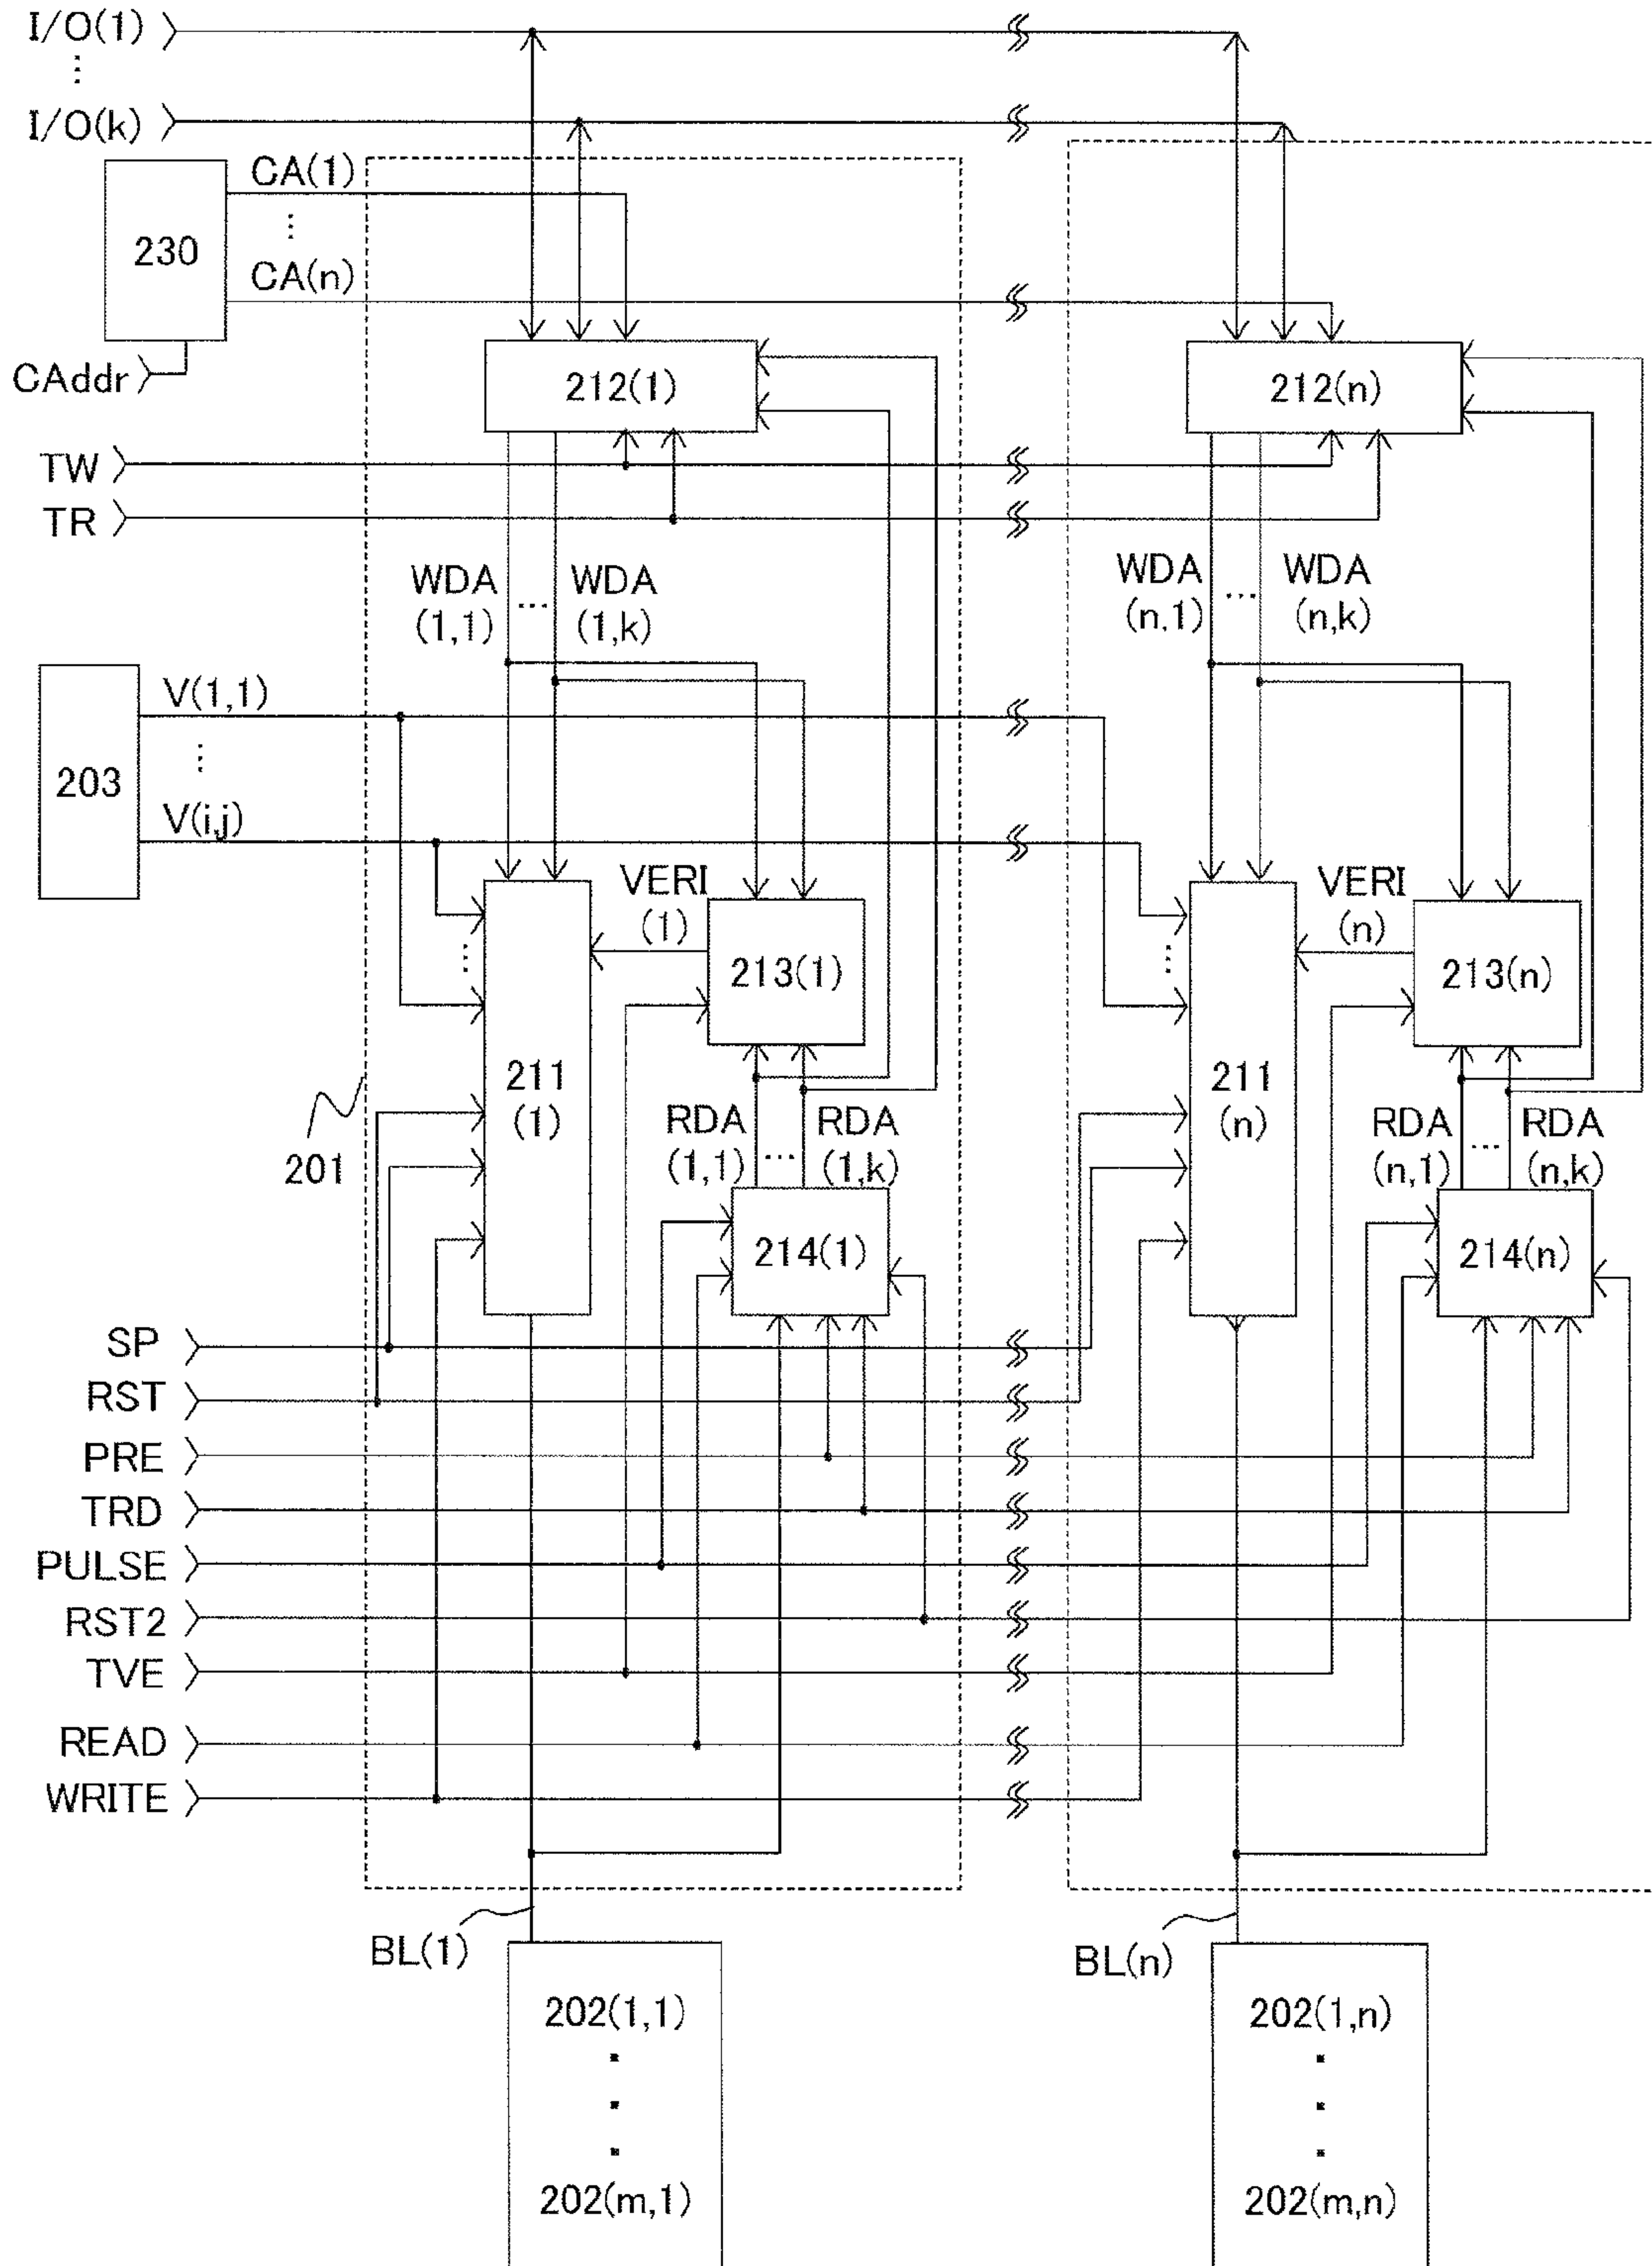 I/O(1)
⋮
I/O(k)
CA(1)
⋮
230
CA(n)
CAddr
212(1)
212(n)
TW
TR
WDA
(1,1)
...
WDA
(1,k)
WDA
(n,1)
...
WDA
(n,k)
V(1,1)
⋮
203
V(i,j)
VERI
(1)
VERI
(n)
⋮
⋮
213(1)
213(n)
211
(1)
211
(n)
RDA
(1,1)
...
RDA
(1,k)
RDA
(n,1)
...
RDA
(n,k)
201
214(1)
214(n)
SP
RST
PRE
TRD
PULSE
RST2
TVE
READ
WRITE
BL(1)
BL(n)
202(1,1)
⋮
202(m,1)
202(1,n)
⋮
202(m,n)